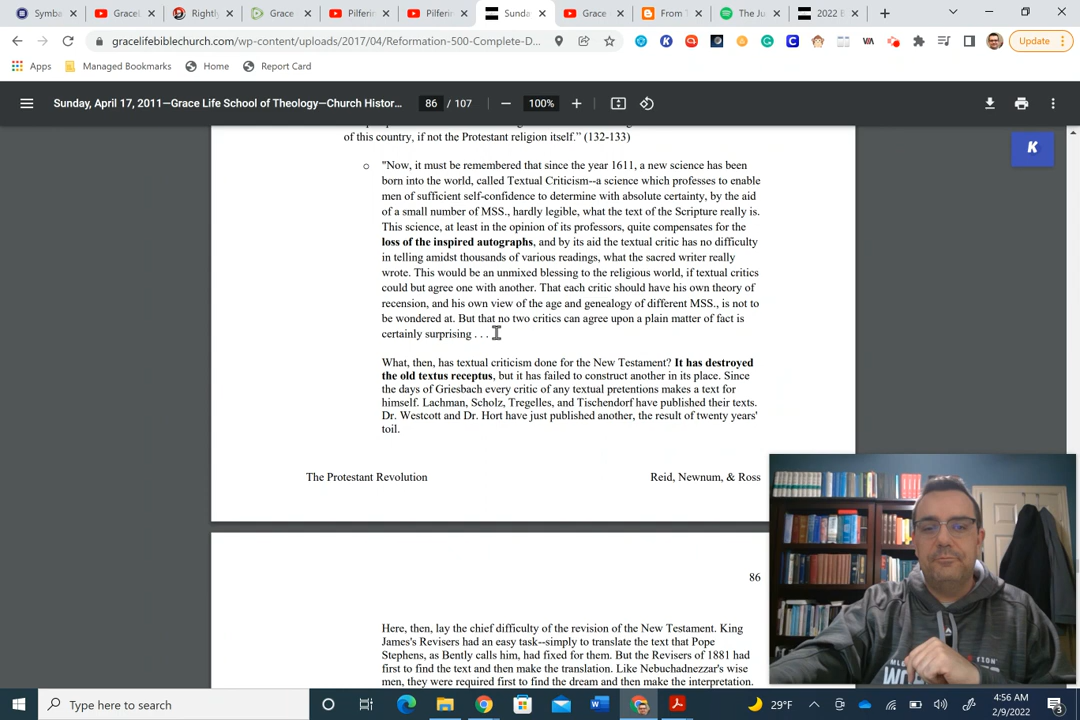 Symba
GraceL
Rightly
Grace
Pilferin
Pilferin
Sunda
Grace
From T
The Ju
2022 B
gracelifebiblechurch.com/wp-content/uploads/2017/04/Reformation-500-Complete-D...
Update
Apps
Managed Bookmarks
Home
Report Card
Sunday, April 17, 2011—Grace Life School of Theology—Church Histor...
86 / 107
100%
K
of this country, if not the Protestant religion itself.” (132-133)
o "Now, it must be remembered that since the year 1611, a new science has been
born into the world, called Textual Criticism--a science which professes to enable
men of sufficient self-confidence to determine with absolute certainty, by the aid
of a small number of MSS., hardly legible, what the text of the Scripture really is.
This science, at least in the opinion of its professors, quite compensates for the
loss of the inspired autographs, and by its aid the textual critic has no difficulty
in telling amidst thousands of various readings, what the sacred writer really
wrote. This would be an unmixed blessing to the religious world, if textual critics
could but agree one with another. That each critic should have his own theory of
recension, and his own view of the age and genealogy of different MSS., is not to
be wondered at. But that no two critics can agree upon a plain matter of fact is
certainly surprising . . .
What, then, has textual criticism done for the New Testament? It has destroyed
the old textus receptus, but it has failed to construct another in its place. Since
the days of Griesbach every critic of any textual pretentions makes a text for
himself. Lachman, Scholz, Tregelles, and Tischendorf have published their texts.
Dr. Westcott and Dr. Hort have just published another, the result of twenty years'
toil.
The Protestant Revolution
Reid, Newnum, & Ross
86
Here, then, lay the chief difficulty of the revision of the New Testament. King
James's Revisers had an easy task--simply to translate the text that Pope
Stephens, as Bently calls him, had fixed for them. But the Revisers of 1881 had
first to find the text and then make the translation. Like Nebuchadnezzar's wise
men, they were required first to find the dream and then make the interpretation.
Type here to search
29°F
4:56 AM
2/9/2022
3